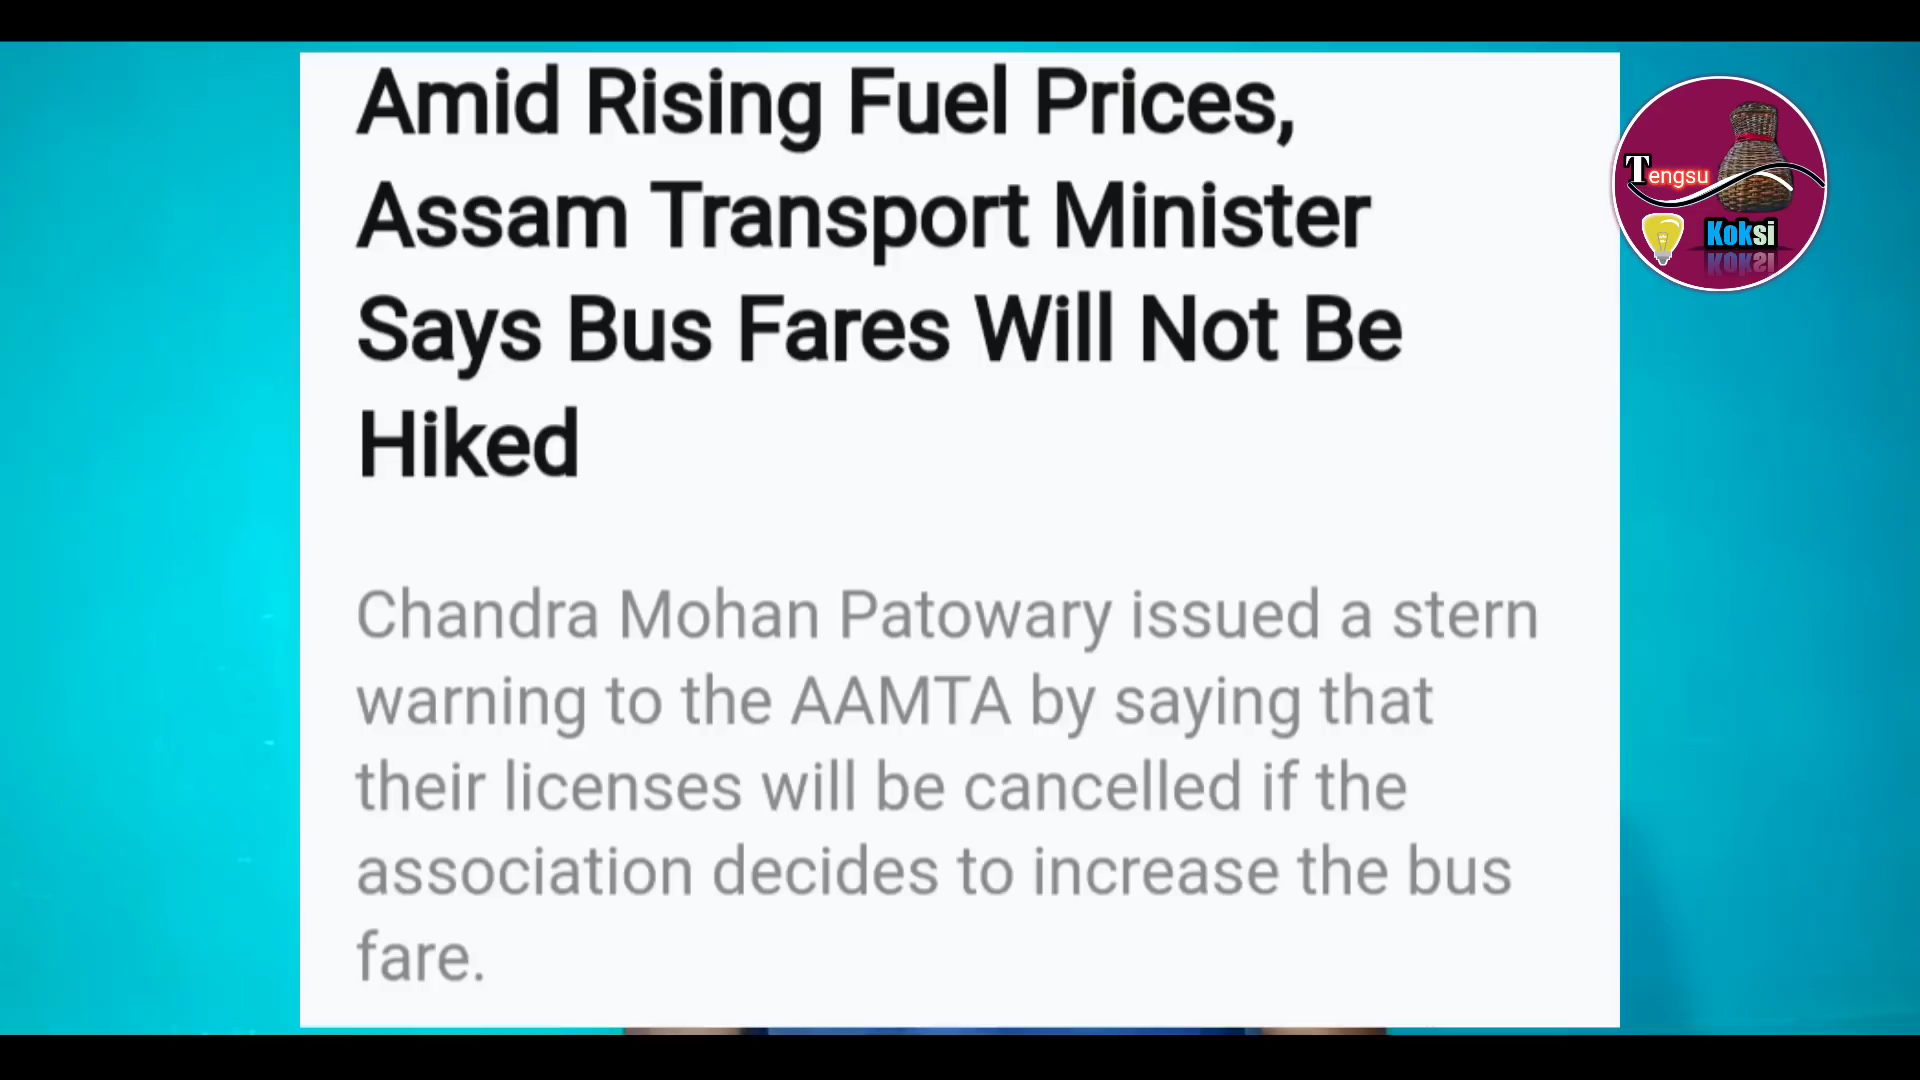 Amid Rising Fuel Prices,
Assam Transport Minister
Says Bus Fares Will Not Be
Hiked
Chandra Mohan Patowary issued a stern
warning to the AAMTA by saying that
their licenses will be cancelled if the
association decides to increase the bus
fare.
Tengsu
Koksi